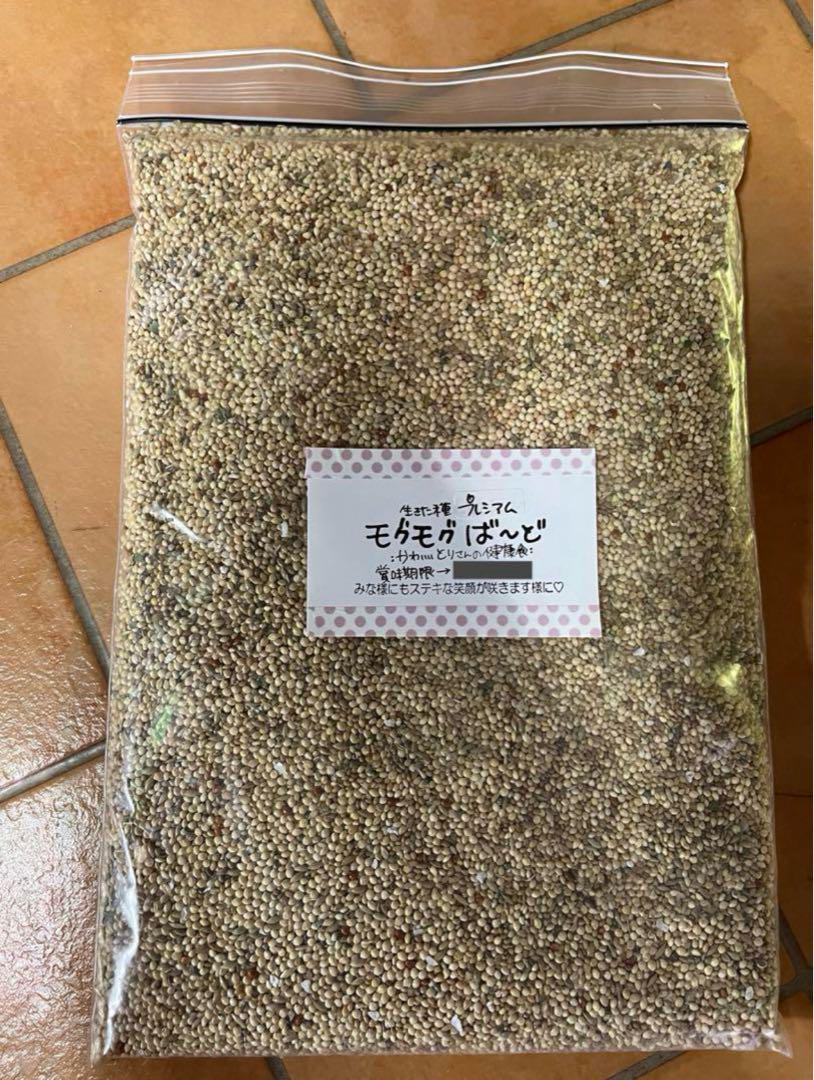 生きた種 プレシアム
モグモグ ば〜ど
:かわいいとりさんの健康食:
賞味期限→
みな様にもステキな笑顔が咲きます様に♡